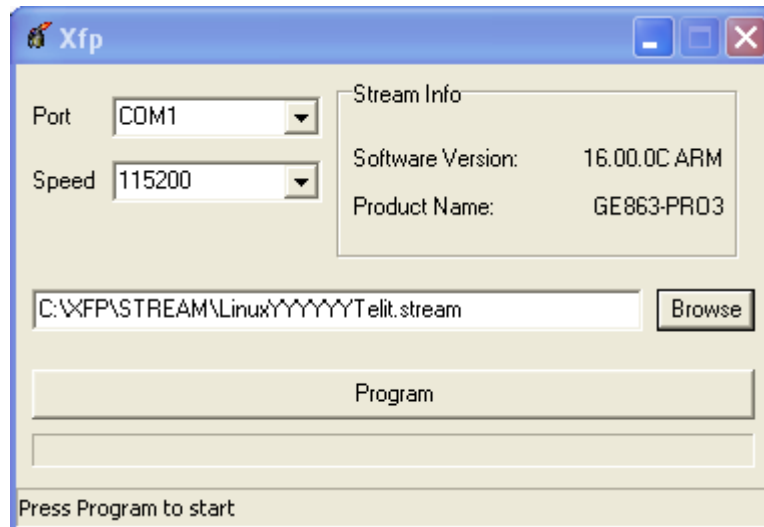 Xfp
Port
COM1
Speed
115200
Stream Info
Software Version: 16.00.0C ARM
Product Name: GE863-PRO3
C:\XFP\STREAM\LinuxYYYYYYTelit.stream
Browse
Program
Press Program to start